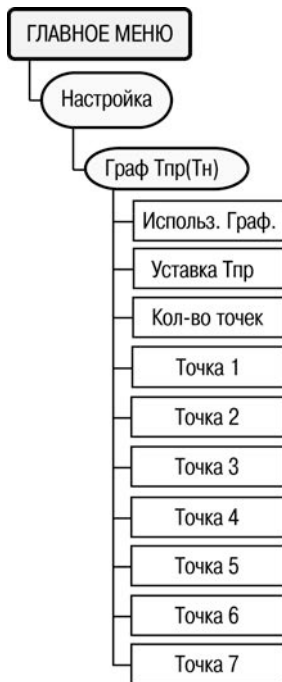 ГЛАВНОЕ МЕНЮ
Настройка
Граф Тпр(Тн)
Использ. Граф.
Уставка Тпр
Кол-во точек
Точка 1
Точка 2
Точка 3
Точка 4
Точка 5
Точка 6
Точка 7